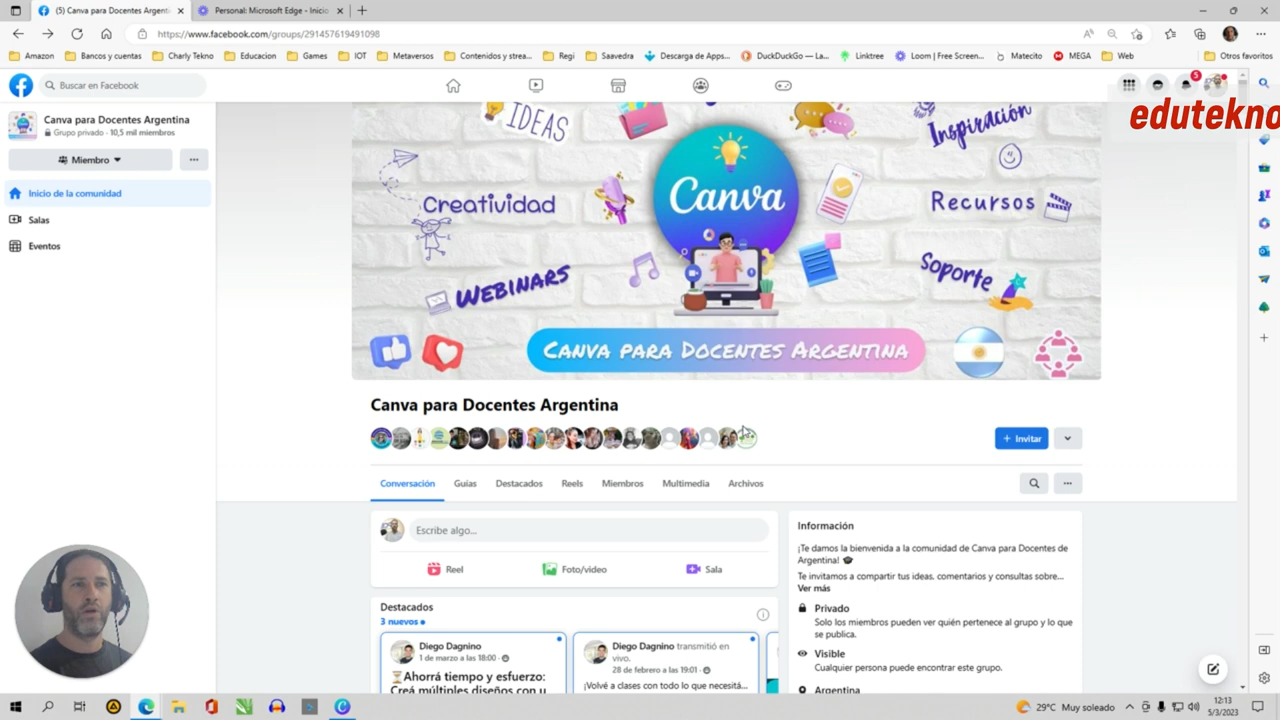 (5) Canva para Docentes Argenti
Personal: Microsoft Edge - Inicio
https://www.facebook.com/groups/291457619491098
Amazon
Bancos y cuentas
Charly Tekno
Educacion
Games
IOT
Metaversos
Contenidos y strea...
Regi
Saavedra
Descarga de Apps...
DuckDuckGo — La...
Linktree
Loom | Free Screen...
Matecito
MEGA
Web
Otros favoritos
Buscar en Facebook
5
edutekno
Canva para Docentes Argentina
Grupo privado · 10,5 mil miembros
Miembro
Inicio de la comunidad
Salas
Eventos
IDEAS
Inspiración
Creatividad
Canva
Recursos
Webinars
Soporte
Canva para Docentes Argentina
Canva para Docentes Argentina
+ Invitar
Conversación
Guías
Destacados
Reels
Miembros
Multimedia
Archivos
Escribe algo...
Reel
Foto/video
Sala
Información
¡Te damos la bienvenida a la comunidad de Canva para Docentes de
Argentina!
Te invitamos a compartir tus ideas, comentarios y consultas sobre...
Ver más
Privado
Solo los miembros pueden ver quién pertenece al grupo y lo que
se publica.
Visible
Cualquier persona puede encontrar este grupo.
Argentina
Destacados
3 nuevos
Diego Dagnino
1 de marzo a las 18:00 ·
Ahorrá tiempo y esfuerzo:
Creá múltiples diseños con u
Diego Dagnino transmitió en
vivo.
28 de febrero a las 19:01 ·
¡Volvé a clases con todo lo que necesitá...
29°C Muy soleado
12:13
5/3/2023